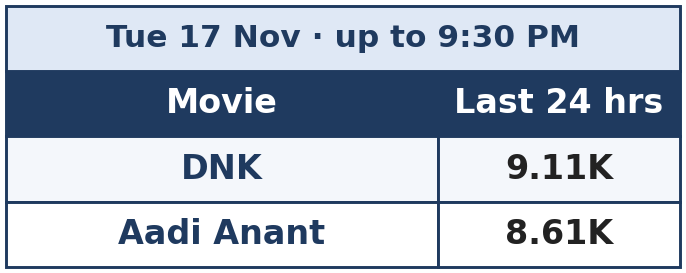 Tue 17 Nov · up to 9:30 PM
Movie Last 24 hrs
DNK 9.11K
Aadi Anant 8.61K